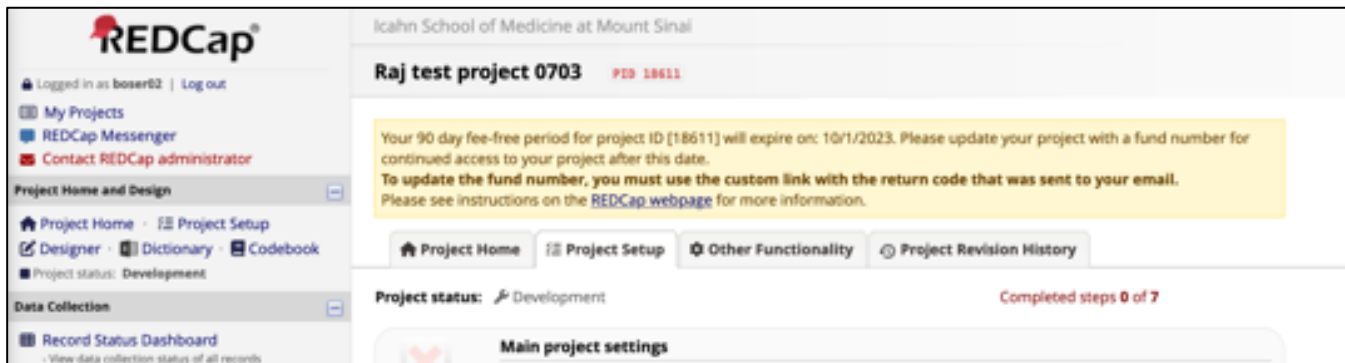 REDCap®
Logged in as boser02 | Log out
My Projects
REDCap Messenger
Contact REDCap administrator
Project Home and Design
Project Home · Project Setup
Designer · Dictionary · Codebook
Project status: Development
Data Collection
Record Status Dashboard
- View data collection status of all records
Icahn School of Medicine at Mount Sinai
Raj test project 0703 PID 18611
Your 90 day fee-free period for project ID [18611] will expire on: 10/1/2023. Please update your project with a fund number for
continued access to your project after this date.
To update the fund number, you must use the custom link with the return code that was sent to your email.
Please see instructions on the REDCap webpage for more information.
Project Home Project Setup Other Functionality Project Revision History
Project status: Development Completed steps 0 of 7
Main project settings